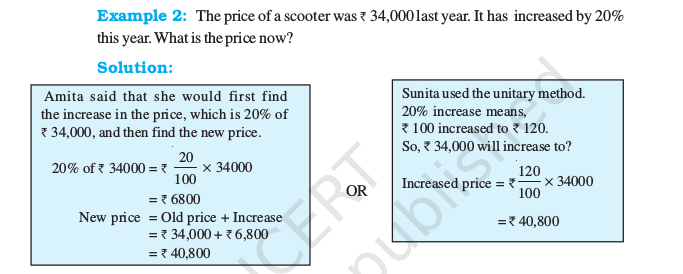 Example 2: The price of a scooter was ₹ 34,000 last year. It has increased by 20%
this year. What is the price now?
Solution:
Amita said that she would first find
the increase in the price, which is 20% of
₹ 34,000, and then find the new price.
20% of ₹ 34000 = ₹ 20/100 × 34000
= ₹ 6800
New price = Old price + Increase
= ₹ 34,000 + ₹ 6,800
= ₹ 40,800
OR
Sunita used the unitary method.
20% increase means,
₹ 100 increased to ₹ 120.
So, ₹ 34,000 will increase to?
Increased price = ₹ 120/100 × 34000
= ₹ 40,800
NCERT
published